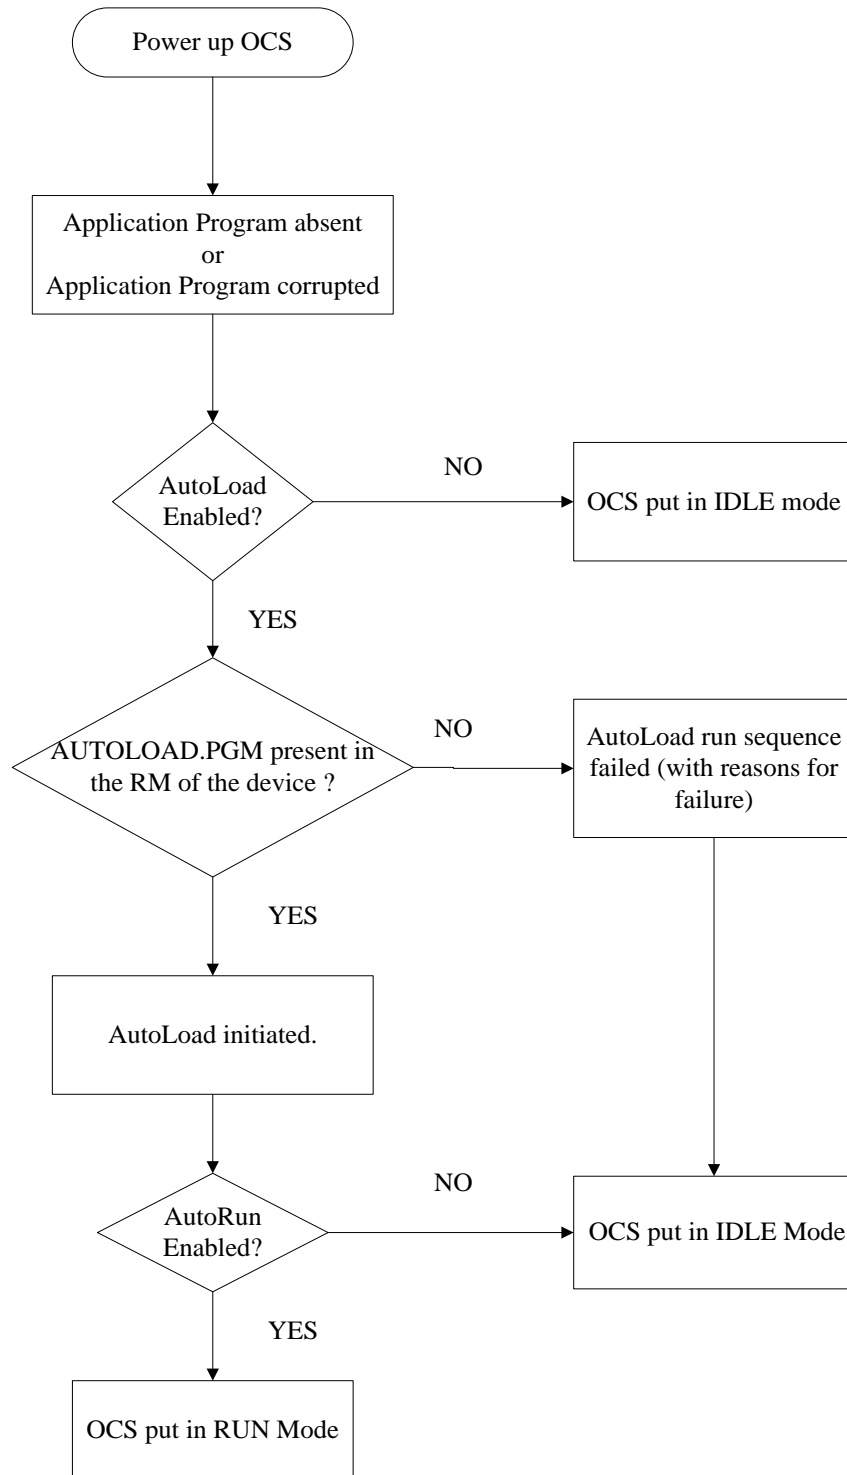 Power up OCS
Application Program absent
or
Application Program corrupted
AutoLoad
Enabled?
NO
OCS put in IDLE mode
YES
AUTOLOAD.PGM present in
the RM of the device ?
NO
AutoLoad run sequence
failed (with reasons for
failure)
YES
AutoLoad initiated.
AutoRun
Enabled?
NO
OCS put in IDLE Mode
YES
OCS put in RUN Mode